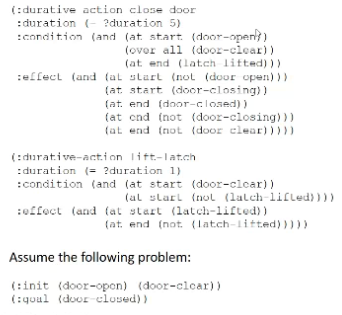 (:durative action close door
:duration (= ?duration 5)
:condition (and (at start (door-open))
(over all (door-clear))
(at end (latch lifted)))
:effect (and (at start (not (door open)))
(at start (door-closing))
(at end (door-closed))
(at end (not (door-closing)))
(at end (not (door clear)))))
(:durative-action lift-latch
:duration (= ?duration 1)
:condition (and (at start (door-clear))
(at start (not (latch-lifted))))
:effect (and (at start (latch-lifted))
(at end (not (latch-lifted)))))
Assume the following problem:
(:init (door-open) (door-clear))
(:goal (door-closed))